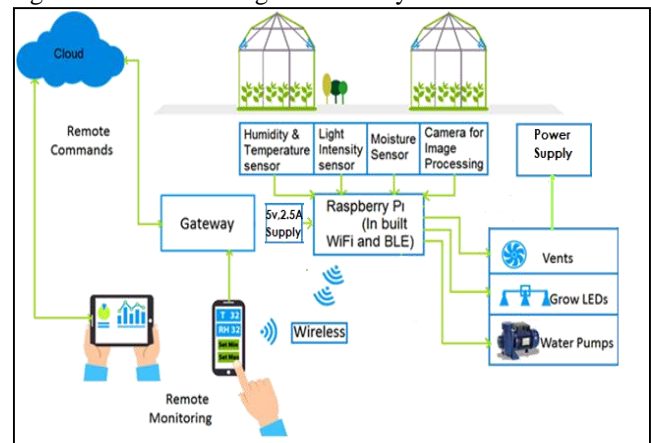 Cloud
Remote
Commands
Humidity &
Temperature
sensor
Light
Intensity
sensor
Moisture
Sensor
Camera for
Image
Processing
Power
Supply
Gateway
5v,2.5A
Supply
Raspberry Pi
(In built
WiFi and BLE)
Vents
Grow LEDs
Water Pumps
T 32
RH 32
Set Min
Set Max
Wireless
Remote
Monitoring